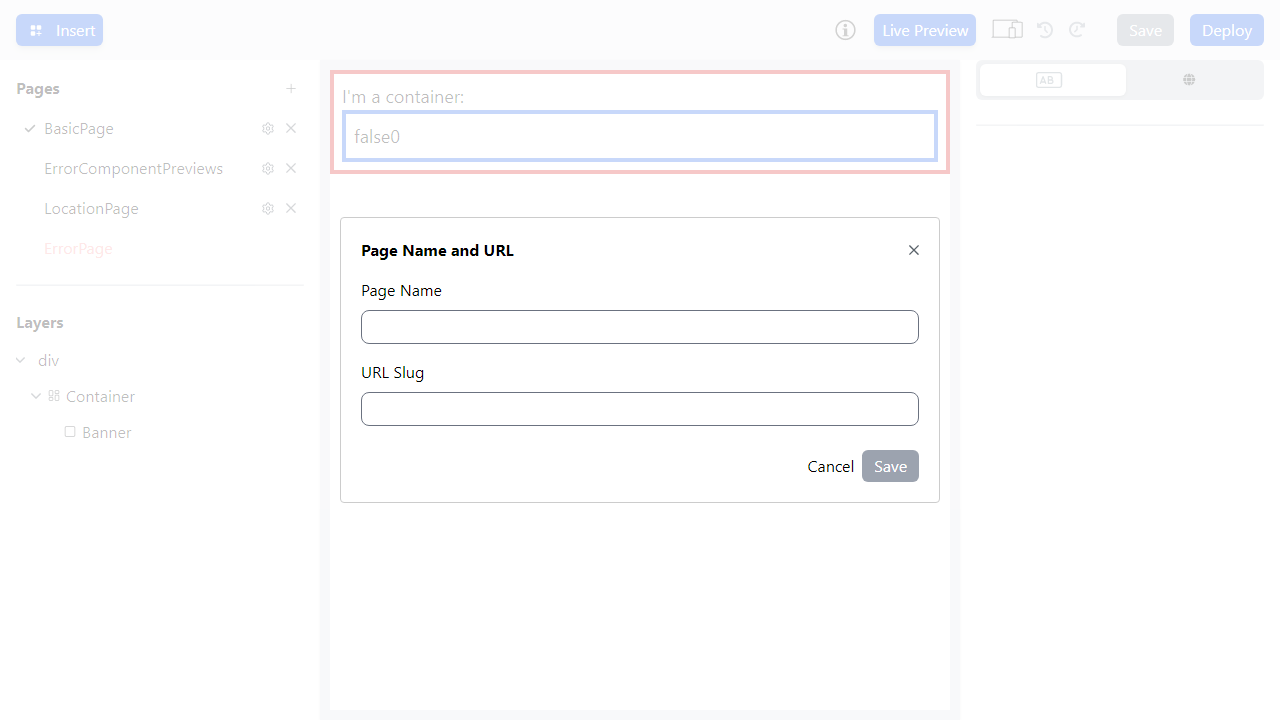 Insert
Live Preview
Save
Deploy
Pages
BasicPage
ErrorComponentPreviews
LocationPage
ErrorPage
Layers
div
Container
Banner
I'm a container:
false0
Page Name and URL
Page Name
URL Slug
Cancel
Save
AB